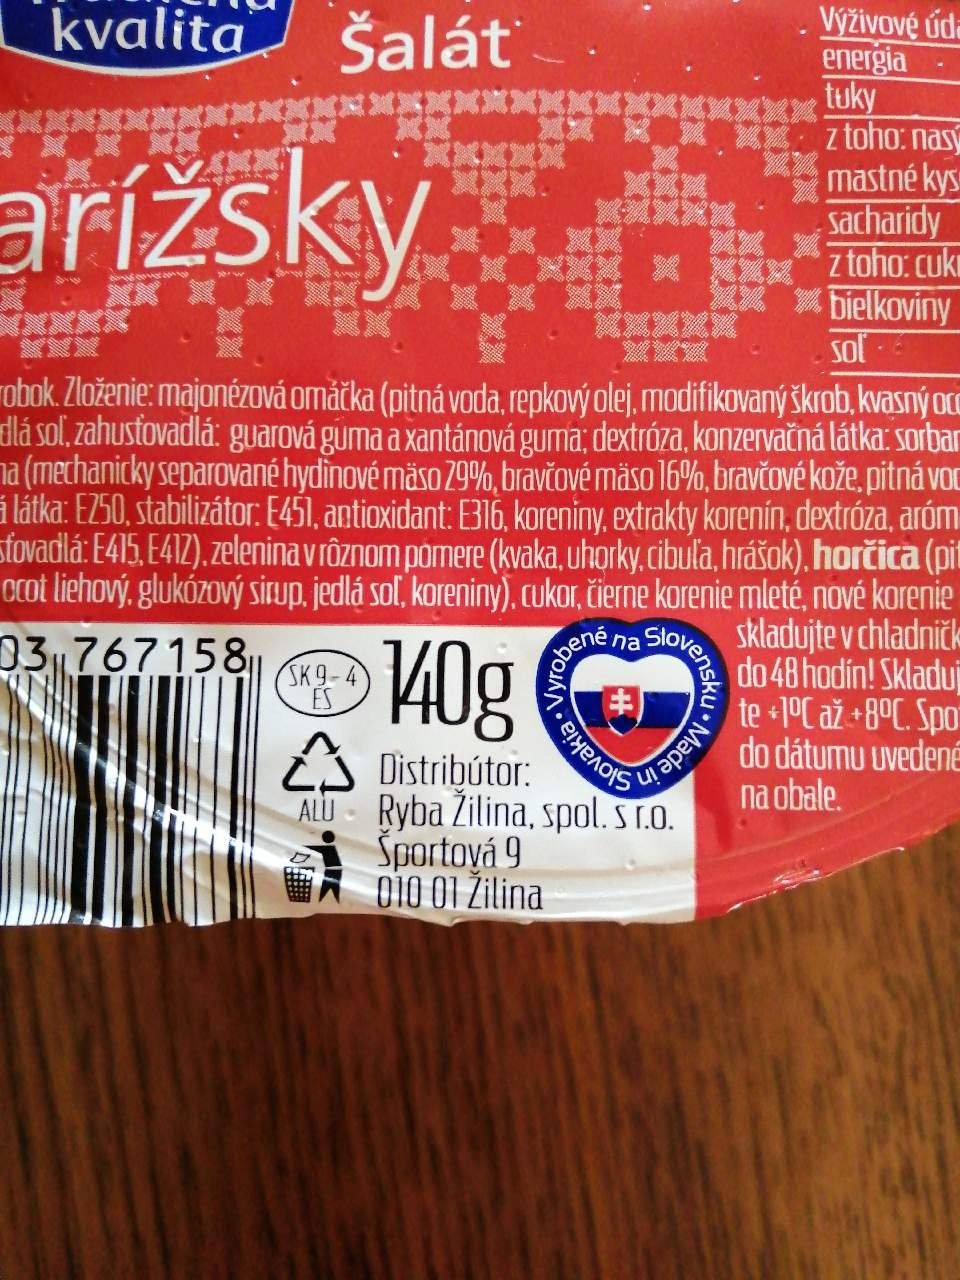 kvalita
Šalát
arížsky
Výživové úda
energia
tuky
z toho: nasý
mastné kys
sacharidy
z toho: cuk
bielkoviny
soľ
robok. Zloženie: majonézová omáčka (pitná voda, repkový olej, modifikovaný škrob, kvasný oc
dlá soľ, zahusťovadlá: guarová guma a xantánová guma; dextróza, konzervačná látka: sorban
na (mechanicky separované hydinové mäso 29%, bravčové mäso 16%, bravčové kože, pitná vod
á látka: E250, stabilizátor: E451, antioxidant: E316, koreniny, extrakty korenín, dextróza, aróm
sťovadlá: E415, E412), zelenina v rôznom pomere (kvaka, uhorky, cibuľa, hrášok), horčica (pit
ocot liehový, glukózový sirup, jedlá soľ, koreniny), cukor, čierne korenie mleté, nové korenie
skladujte v chladničk
do 48 hodín! Skladuj
te +1ºC až +8ºC. Spo
do dátumu uvedené
na obale.
03 767158
SK 9-4
ES
140g
Vyrobené na Slovensku • Made in Slovakia •
ALU
Distribútor:
Ryba Žilina, spol. s r.o.
Športová 9
010 01 Žilina